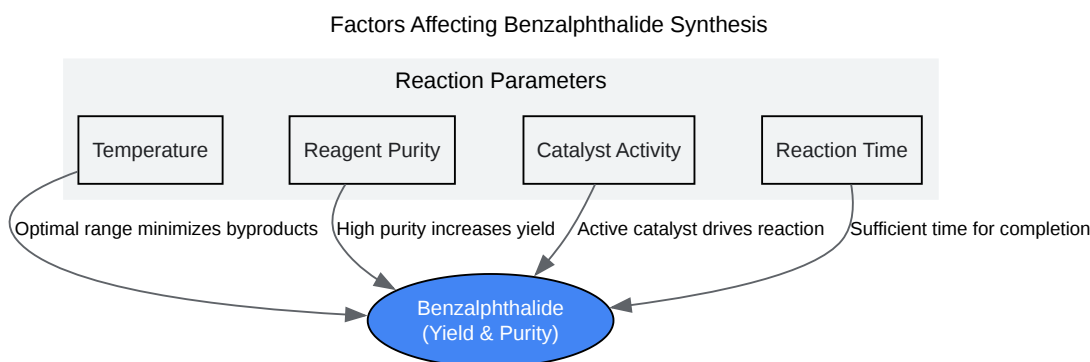 Factors Affecting Benzalphthalide Synthesis
Reaction Parameters
Temperature
Reagent Purity
Catalyst Activity
Reaction Time
Optimal range minimizes byproducts
High purity increases yield
Active catalyst drives reaction
Sufficient time for completion
Benzalphthalide
(Yield & Purity)